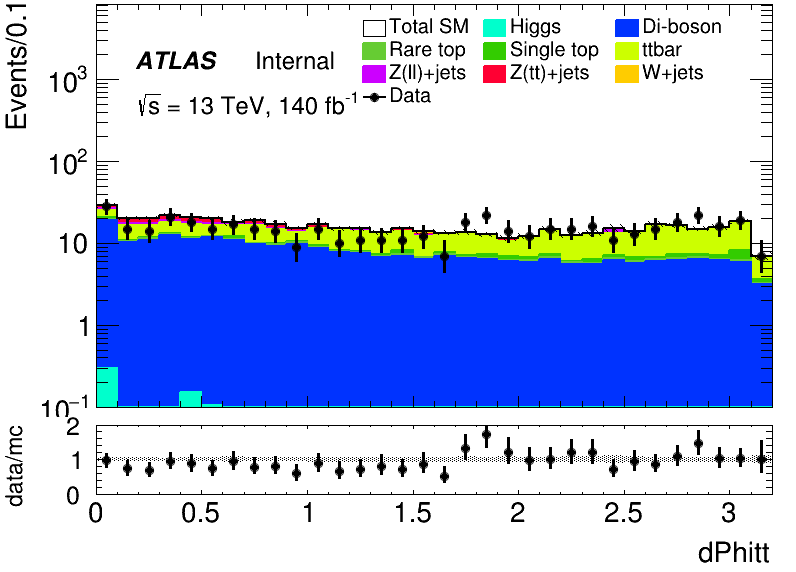 Events/0.1
10³
10²
10
1
10⁻¹
ATLAS Internal
√s = 13 TeV, 140 fb⁻¹
Total SM Higgs Di-boson
Rare top Single top ttbar
Z(ll)+jets Z(tt)+jets W+jets
Data
data/mc
2
1
0
0 0.5 1 1.5 2 2.5 3
dPhitt